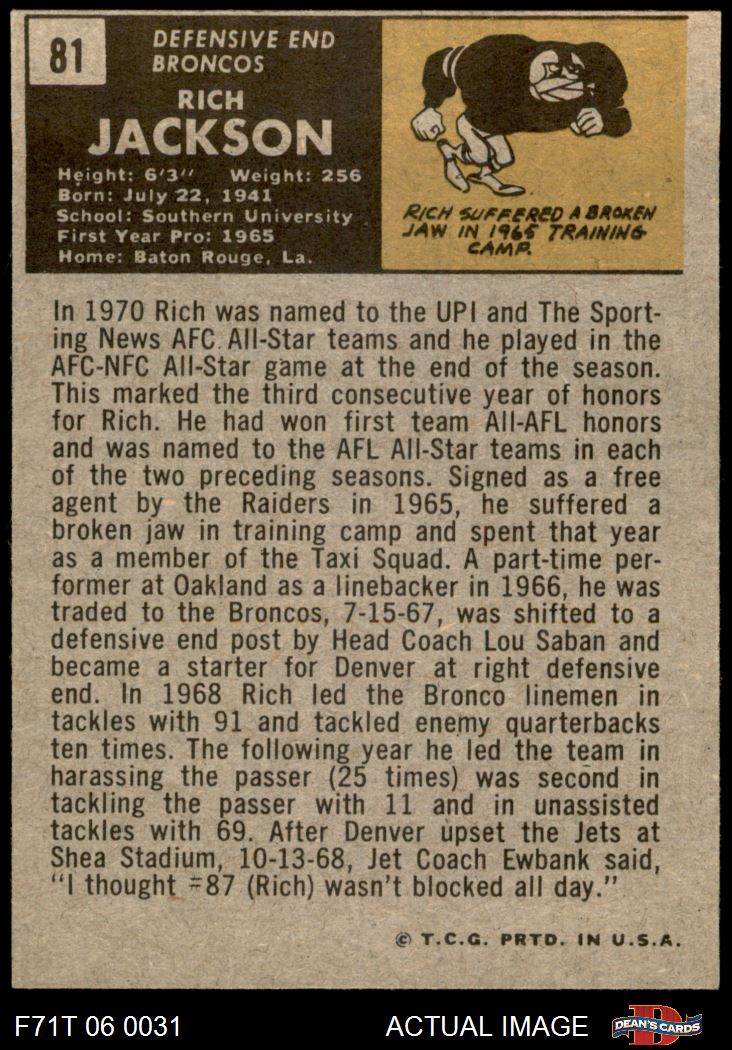 81
DEFENSIVE END
BRONCOS
RICH
JACKSON
Height: 6'3" Weight: 256
Born: July 22, 1941
School: Southern University
First Year Pro: 1965
Home: Baton Rouge, La.
RICH SUFFERED A BROKEN
JAW IN 1965 TRAINING
CAMP.
In 1970 Rich was named to the UPI and The Sport-
ing News AFC All-Star teams and he played in the
AFC-NFC All-Star game at the end of the season.
This marked the third consecutive year of honors
for Rich. He had won first team All-AFL honors
and was named to the AFL All-Star teams in each
of the two preceding seasons. Signed as a free
agent by the Raiders in 1965, he suffered a
broken jaw in training camp and spent that year
as a member of the Taxi Squad. A part-time per-
former at Oakland as a linebacker in 1966, he was
traded to the Broncos, 7-15-67, was shifted to a
defensive end post by Head Coach Lou Saban and
became a starter for Denver at right defensive
end. In 1968 Rich led the Bronco linemen in
tackles with 91 and tackled enemy quarterbacks
ten times. The following year he led the team in
harassing the passer (25 times) was second in
tackling the passer with 11 and in unassisted
tackles with 69. After Denver upset the Jets at
Shea Stadium, 10-13-68, Jet Coach Ewbank said,
"I thought #87 (Rich) wasn't blocked all day."
© T.C.G. PRTD. IN U.S.A.
F71T 06 0031 ACTUAL IMAGE D DEAN'S CARDS